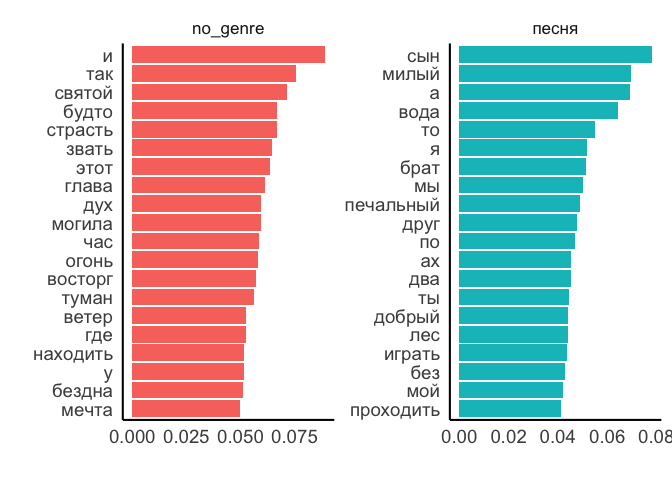 no_genre
и
так
святой
будто
страсть
звать
этот
глава
дух
могила
час
огонь
восторг
туман
ветер
где
находить
у
бездна
мечта
0.000 0.025 0.050 0.075
песня
сын
милый
а
вода
то
я
брат
мы
печальный
друг
по
ах
два
ты
добрый
лес
играть
без
мой
проходить
0.00 0.02 0.04 0.06 0.08